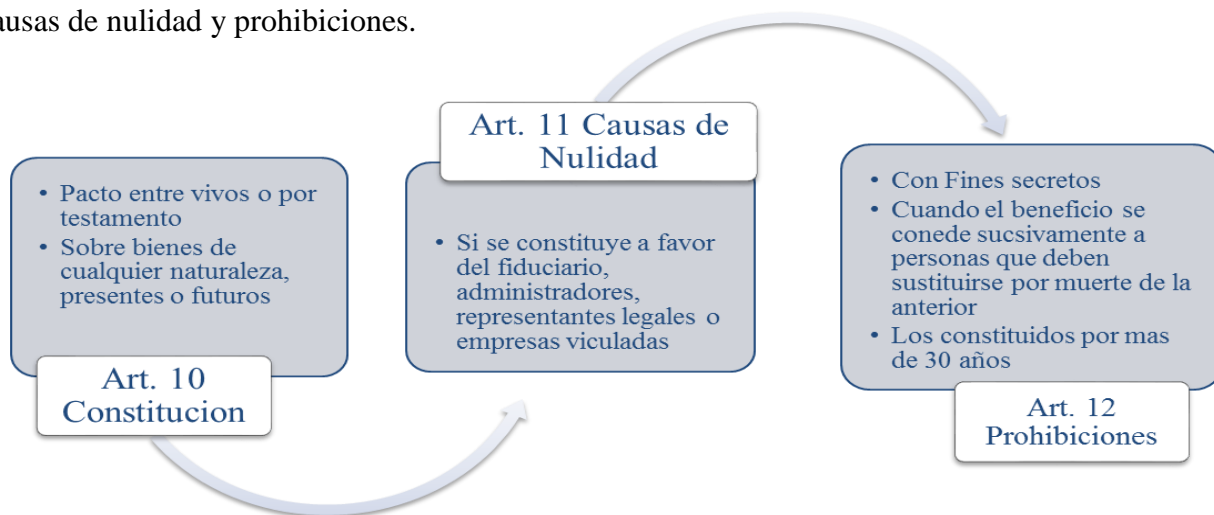 ausas de nulidad y prohibiciones.
• Pacto entre vivos o por
testamento
• Sobre bienes de
cualquier naturaleza,
presentes o futuros
Art. 10
Constitucion
Art. 11 Causas de
Nulidad
• Si se constituye a favor
del fiduciario,
administradores,
representantes legales o
empresas viculadas
• Con Fines secretos
• Cuando el beneficio se
conede sucsivamente a
personas que deben
sustituirse por muerte de la
anterior
• Los constituidos por mas
de 30 años
Art. 12
Prohibiciones